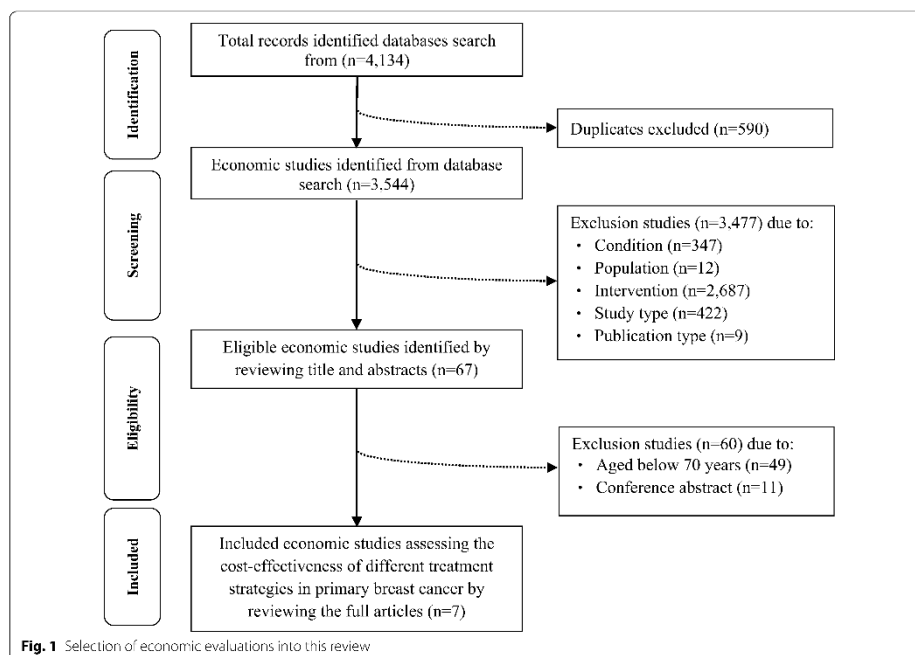 Identification
Total records identified databases search
from (n=4,134)
Duplicates excluded (n=590)
Economic studies identified from database
search (n=3,544)
Screening
Exclusion studies (n=3,477) due to:
• Condition (n=347)
• Population (n=12)
• Intervention (n=2,687)
• Study type (n=422)
• Publication type (n=9)
Eligible economic studies identified by
reviewing title and abstracts (n=67)
Eligibility
Exclusion studies (n=60) due to:
• Aged below 70 years (n=49)
• Conference abstract (n=11)
Included
Included economic studies assessing the
cost-effectiveness of different treatment
strategies in primary breast cancer by
reviewing the full articles (n=7)
Fig. 1 Selection of economic evaluations into this review